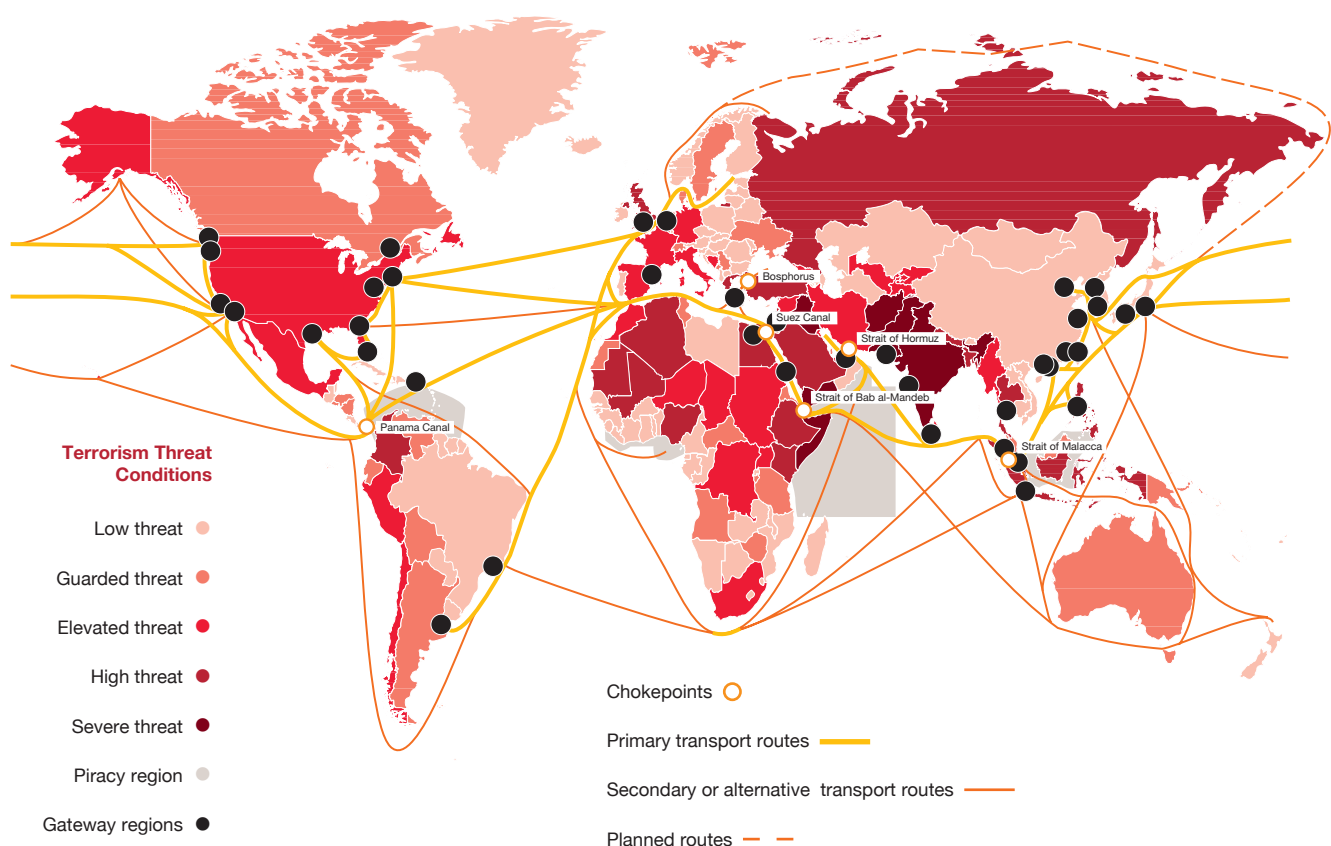 Bosphorus
Suez Canal
Strait of Hormuz
Strait of Bab al-Mandeb
Panama Canal
Strait of Malacca
Terrorism Threat
Conditions
Low threat
Guarded threat
Elevated threat
High threat
Severe threat
Piracy region
Gateway regions
Chokepoints
Primary transport routes
Secondary or alternative transport routes
Planned routes